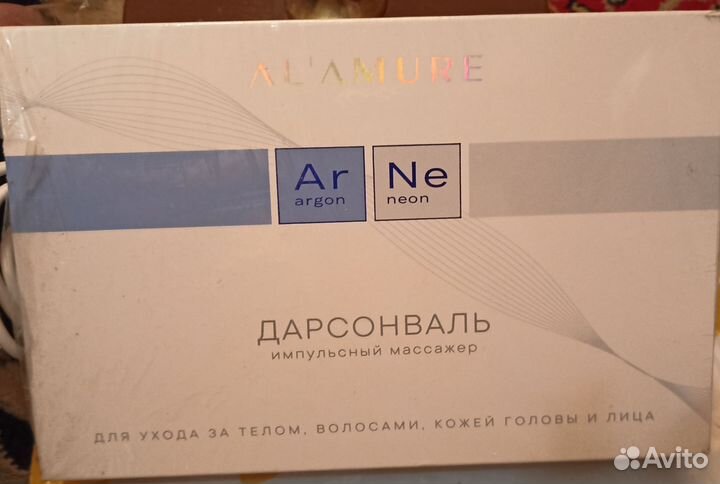 AL'AMURE
Ar Ne
argon neon
ДАРСОНВАЛЬ
импульсный массажер
ДЛЯ УХОДА ЗА ТЕЛОМ, ВОЛОСАМИ, КОЖЕЙ ГОЛОВЫ И ЛИЦА
Avito